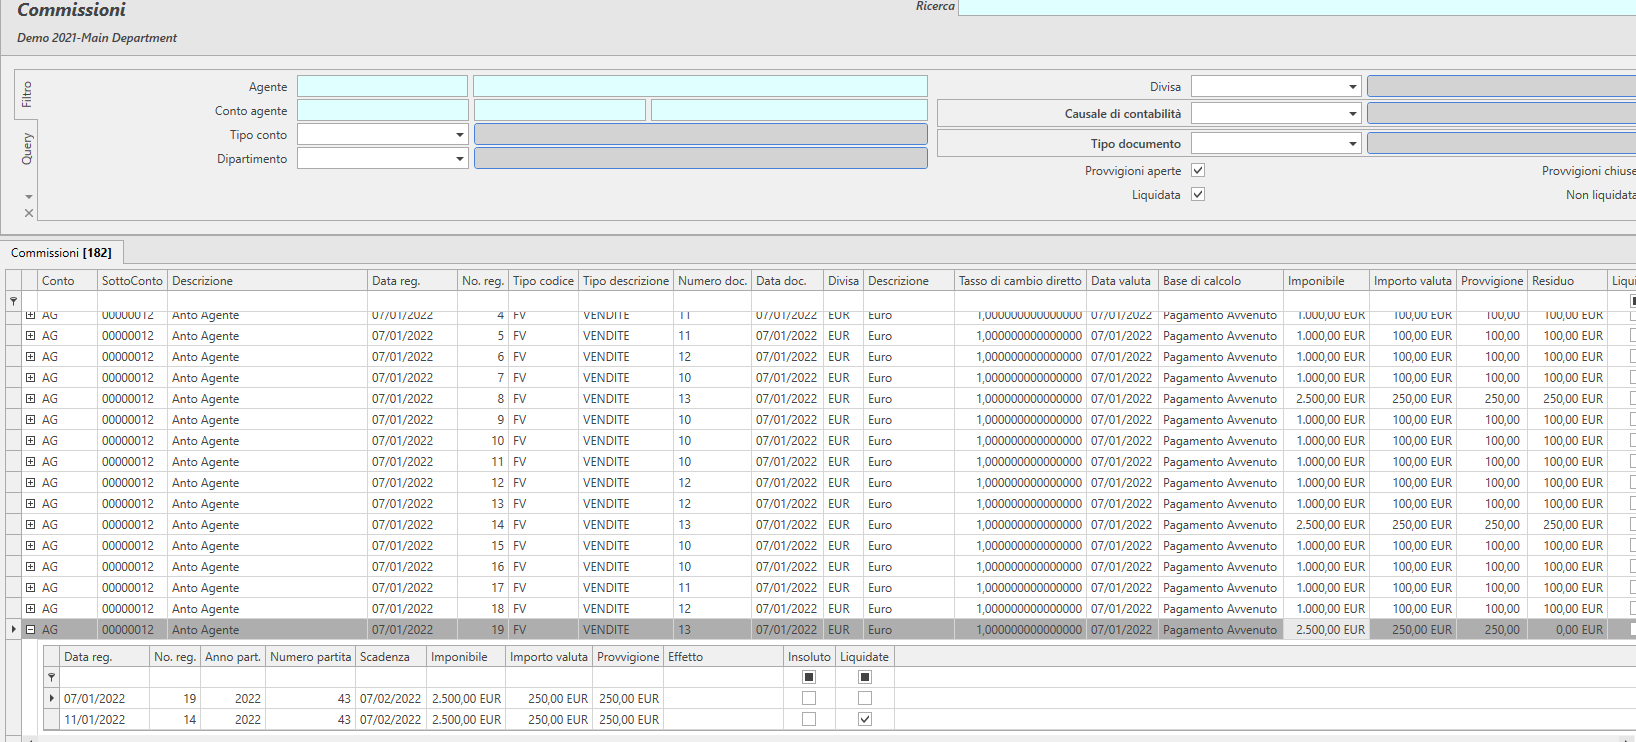 Commissioni
Ricerca
Demo 2021-Main Department
Filtro
Query
Agente
Divisa
Conto agente
Causale di contabilità
Tipo conto
Tipo documento
Dipartimento
Provvigioni aperte
Provvigioni chiuse
Liquidata
Non liquidata
Commissioni [182]
Conto SottoConto Descrizione Data reg. No. reg. Tipo codice Tipo descrizione Numero doc. Data doc. Divisa Descrizione Tasso di cambio diretto Data valuta Base di calcolo Imponibile Importo valuta Provvigione Residuo Liqui
AG 00000012 Anto Agente 07/01/2022 4 FV VENDITE 11 07/01/2022 EUR Euro 1,000000000000000 07/01/2022 Pagamento Avvenuto 1.000,00 EUR 100,00 EUR 100,00 100,00 EUR
AG 00000012 Anto Agente 07/01/2022 5 FV VENDITE 11 07/01/2022 EUR Euro 1,000000000000000 07/01/2022 Pagamento Avvenuto 1.000,00 EUR 100,00 EUR 100,00 100,00 EUR
AG 00000012 Anto Agente 07/01/2022 6 FV VENDITE 12 07/01/2022 EUR Euro 1,000000000000000 07/01/2022 Pagamento Avvenuto 1.000,00 EUR 100,00 EUR 100,00 100,00 EUR
AG 00000012 Anto Agente 07/01/2022 7 FV VENDITE 10 07/01/2022 EUR Euro 1,000000000000000 07/01/2022 Pagamento Avvenuto 1.000,00 EUR 100,00 EUR 100,00 100,00 EUR
AG 00000012 Anto Agente 07/01/2022 8 FV VENDITE 13 07/01/2022 EUR Euro 1,000000000000000 07/01/2022 Pagamento Avvenuto 2.500,00 EUR 250,00 EUR 250,00 250,00 EUR
AG 00000012 Anto Agente 07/01/2022 9 FV VENDITE 10 07/01/2022 EUR Euro 1,000000000000000 07/01/2022 Pagamento Avvenuto 1.000,00 EUR 100,00 EUR 100,00 100,00 EUR
AG 00000012 Anto Agente 07/01/2022 10 FV VENDITE 10 07/01/2022 EUR Euro 1,000000000000000 07/01/2022 Pagamento Avvenuto 1.000,00 EUR 100,00 EUR 100,00 100,00 EUR
AG 00000012 Anto Agente 07/01/2022 11 FV VENDITE 10 07/01/2022 EUR Euro 1,000000000000000 07/01/2022 Pagamento Avvenuto 1.000,00 EUR 100,00 EUR 100,00 100,00 EUR
AG 00000012 Anto Agente 07/01/2022 12 FV VENDITE 12 07/01/2022 EUR Euro 1,000000000000000 07/01/2022 Pagamento Avvenuto 1.000,00 EUR 100,00 EUR 100,00 100,00 EUR
AG 00000012 Anto Agente 07/01/2022 13 FV VENDITE 12 07/01/2022 EUR Euro 1,000000000000000 07/01/2022 Pagamento Avvenuto 1.000,00 EUR 100,00 EUR 100,00 100,00 EUR
AG 00000012 Anto Agente 07/01/2022 14 FV VENDITE 13 07/01/2022 EUR Euro 1,000000000000000 07/01/2022 Pagamento Avvenuto 2.500,00 EUR 250,00 EUR 250,00 250,00 EUR
AG 00000012 Anto Agente 07/01/2022 15 FV VENDITE 10 07/01/2022 EUR Euro 1,000000000000000 07/01/2022 Pagamento Avvenuto 1.000,00 EUR 100,00 EUR 100,00 100,00 EUR
AG 00000012 Anto Agente 07/01/2022 16 FV VENDITE 10 07/01/2022 EUR Euro 1,000000000000000 07/01/2022 Pagamento Avvenuto 1.000,00 EUR 100,00 EUR 100,00 100,00 EUR
AG 00000012 Anto Agente 07/01/2022 17 FV VENDITE 11 07/01/2022 EUR Euro 1,000000000000000 07/01/2022 Pagamento Avvenuto 1.000,00 EUR 100,00 EUR 100,00 100,00 EUR
AG 00000012 Anto Agente 07/01/2022 18 FV VENDITE 12 07/01/2022 EUR Euro 1,000000000000000 07/01/2022 Pagamento Avvenuto 1.000,00 EUR 100,00 EUR 100,00 100,00 EUR
AG 00000012 Anto Agente 07/01/2022 19 FV VENDITE 13 07/01/2022 EUR Euro 1,000000000000000 07/01/2022 Pagamento Avvenuto 2.500,00 EUR 250,00 EUR 250,00 0,00 EUR
Data reg. No. reg. Anno part. Numero partita Scadenza Imponibile Importo valuta Provvigione Effetto Insoluto Liquidate
07/01/2022 19 2022 43 07/02/2022 2.500,00 EUR 250,00 EUR 250,00 EUR
11/01/2022 14 2022 43 07/02/2022 2.500,00 EUR 250,00 EUR 250,00 EUR